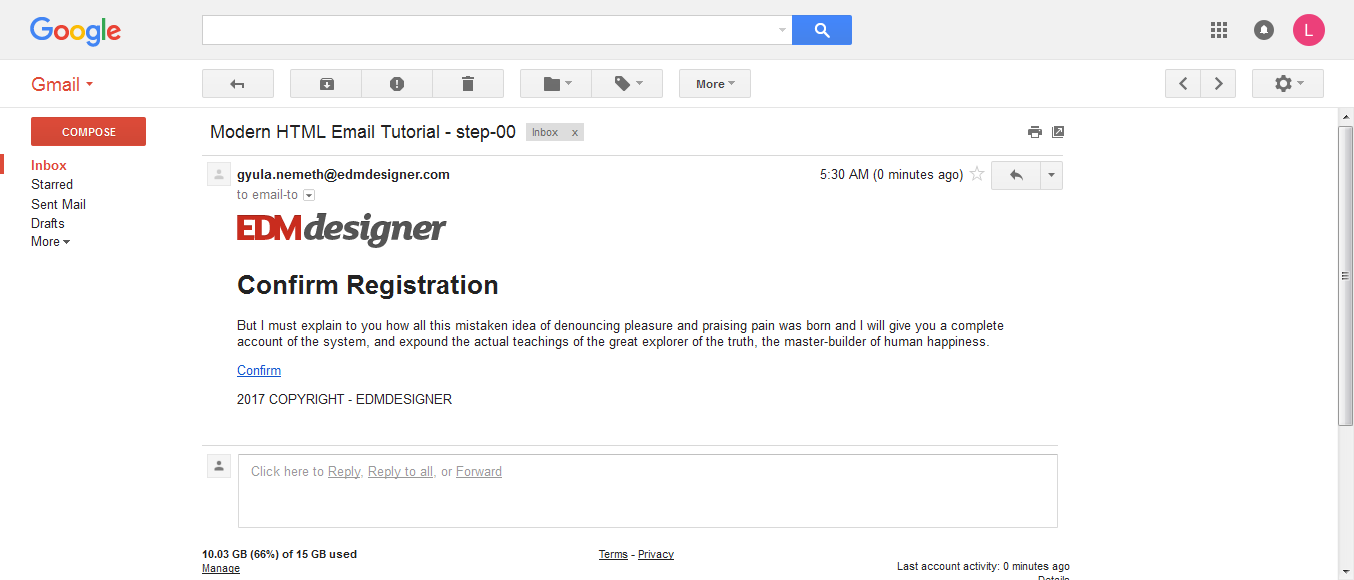 Google
L
Gmail
More
COMPOSE
Modern HTML Email Tutorial - step-00 Inbox x
Inbox
Starred
Sent Mail
Drafts
More
gyula.nemeth@edmdesigner.com 5:30 AM (0 minutes ago)
to email-to
EDMdesigner
Confirm Registration
But I must explain to you how all this mistaken idea of denouncing pleasure and praising pain was born and I will give you a complete
account of the system, and expound the actual teachings of the great explorer of the truth, the master-builder of human happiness.
Confirm
2017 COPYRIGHT - EDMDESIGNER
Click here to Reply, Reply to all, or Forward
10.03 GB (66%) of 15 GB used
Manage
Terms - Privacy
Last account activity: 0 minutes ago
Details